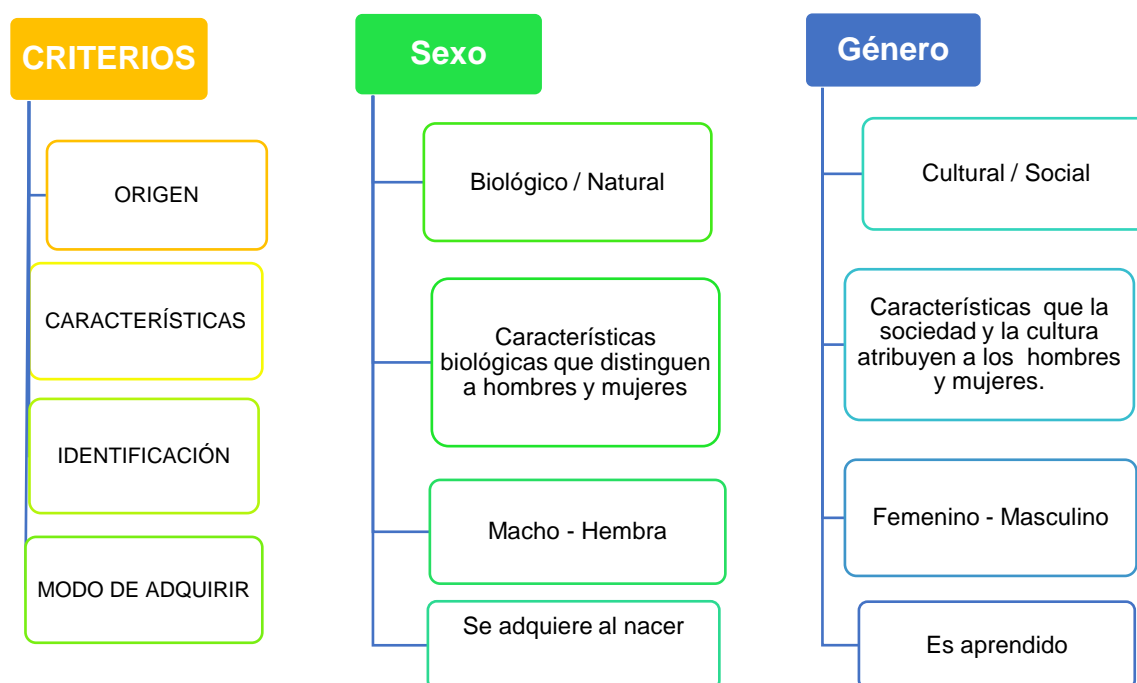 CRITERIOS
ORIGEN
CARACTERÍSTICAS
IDENTIFICACIÓN
MODO DE ADQUIRIR
Sexo
Biológico / Natural
Características
biológicas que distinguen
a hombres y mujeres
Macho - Hembra
Se adquiere al nacer
Género
Cultural / Social
Características que la
sociedad y la cultura
atribuyen a los hombres
y mujeres.
Femenino - Masculino
Es aprendido